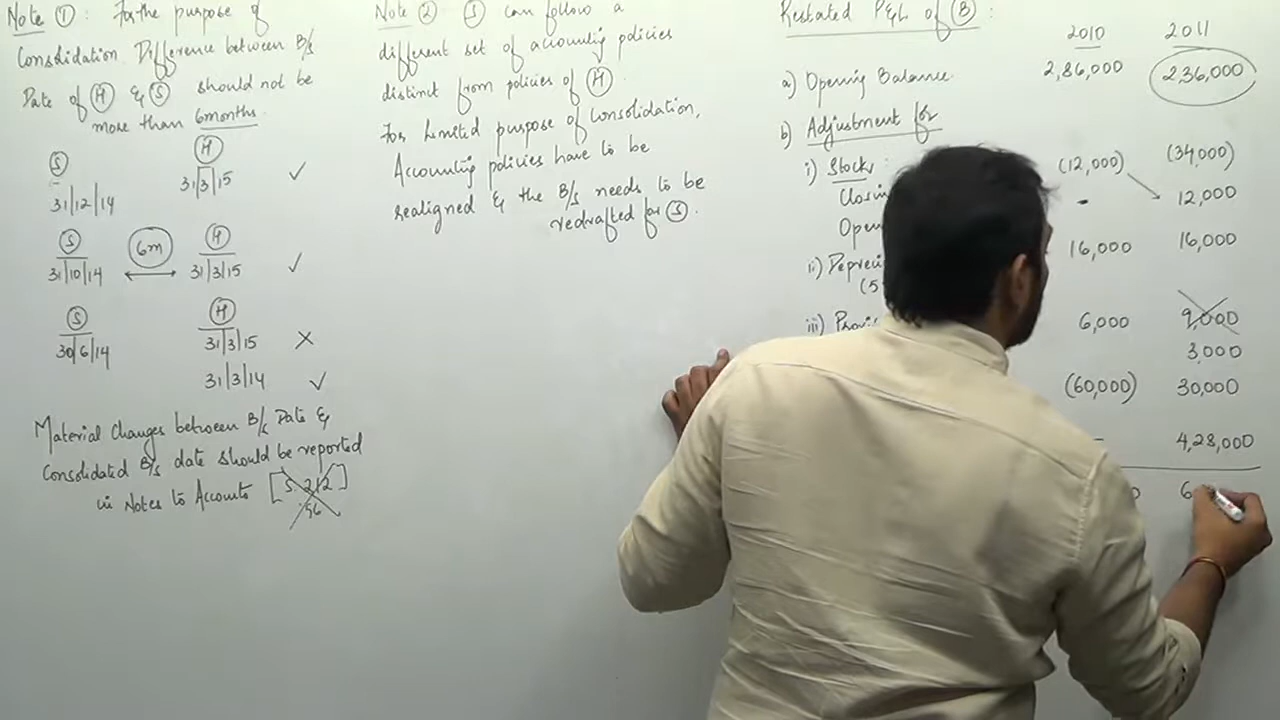 Note ① : For the purpose of
Consolidation Difference between B/s
Date of Ⓗ & Ⓢ should not be
more than 6months.
Ⓢ Ⓗ
31/12/14 31/3/15 ✓
Ⓢ 6m Ⓗ
31/10/14 31/3/15 ✓
Ⓢ Ⓗ
30/6/14 31/3/15 ×
31/3/14 ✓
Material Changes between B/s Date &
Consolidated B/s date should be reported
in Notes to Accounts
Note ② Ⓢ can follow a
different set of accounting policies
distinct from policies of Ⓗ.
For Limited purpose of consolidation,
Accounting policies have to be
realigned & the B/s needs to be
redrafted for Ⓢ.
Restated P&L of Ⓑ :
2010 2011
a) Opening Balance 2,86,000 236,000
b) Adjustment for
i) Stock: (12,000) (34,000)
- 12,000
ii) 16,000 16,000
(5
iii) 6,000 9,000
3,000
(60,000) 30,000
- 4,28,000
0 6